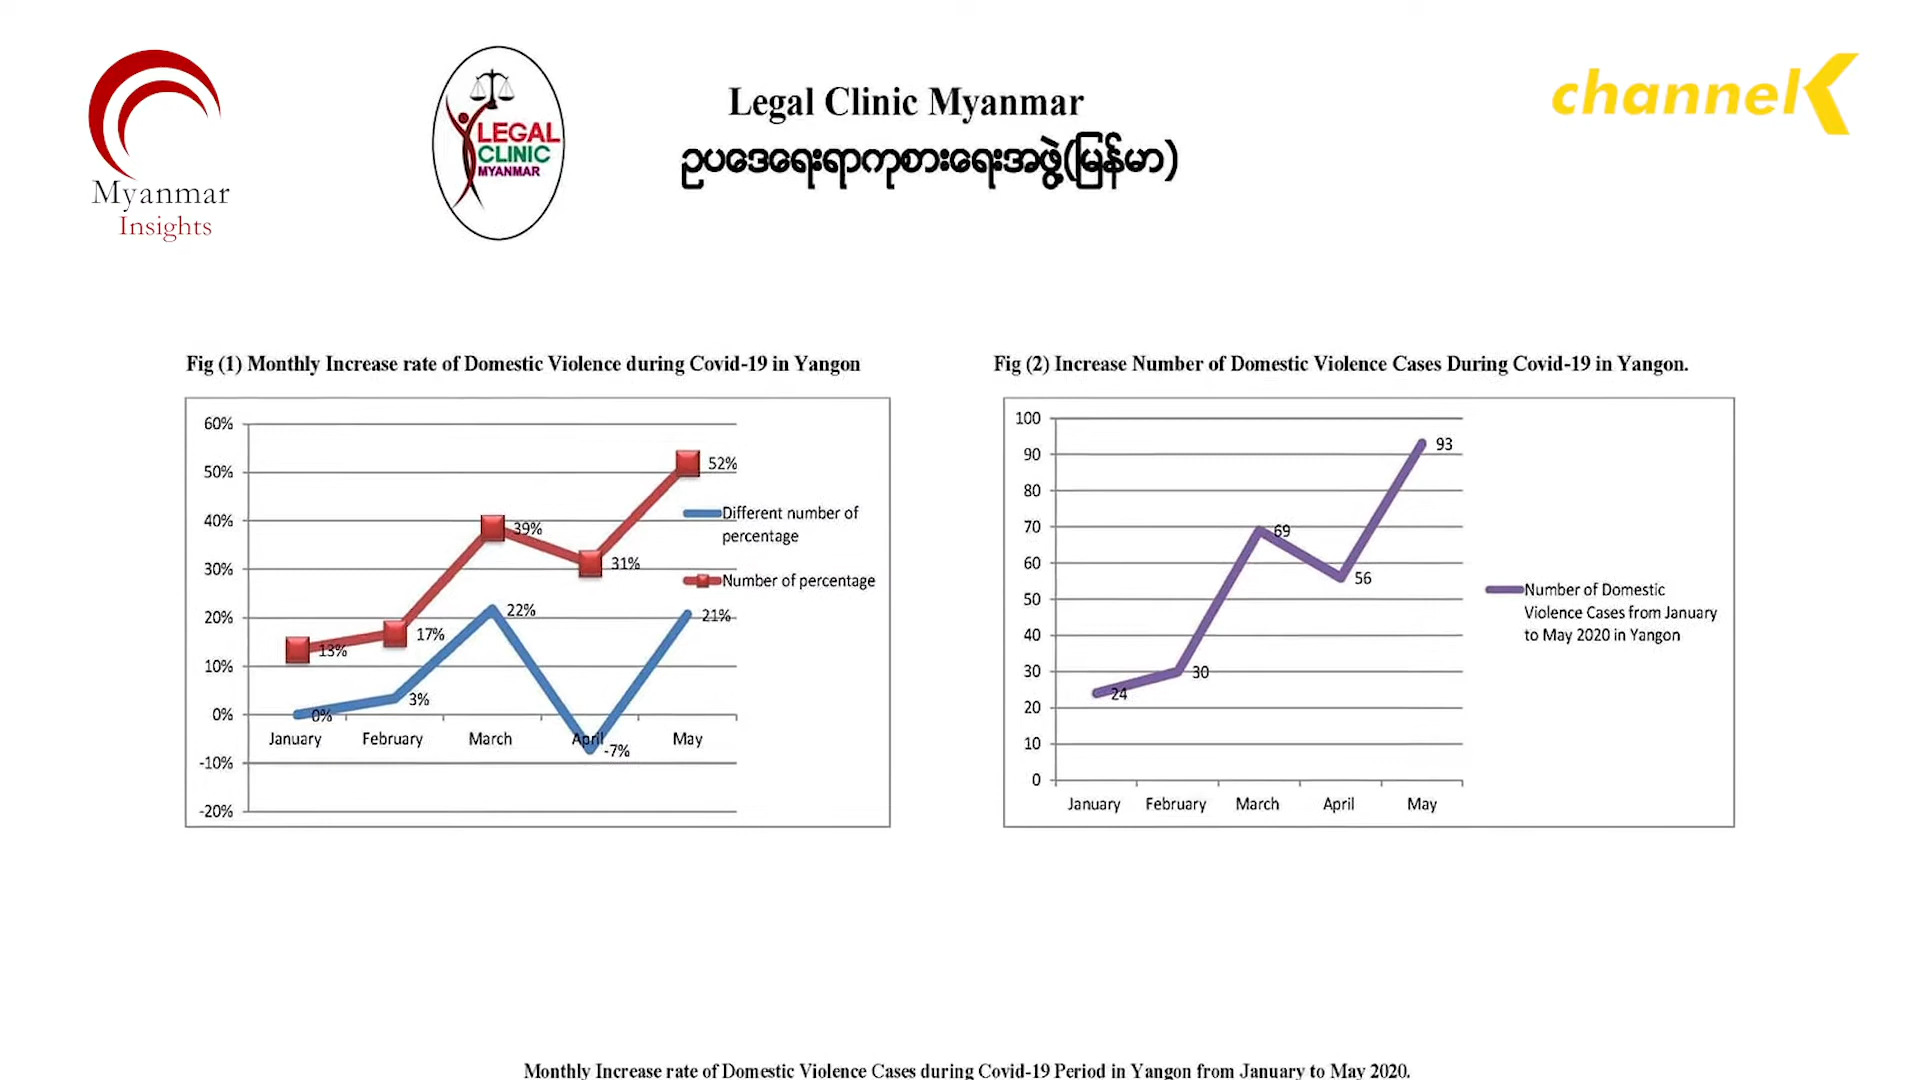 Myanmar
Insights
LEGAL
CLINIC
MYANMAR
Legal Clinic Myanmar
ဥပဒေရေးရာကုစားရေးအဖွဲ့(မြန်မာ)
channelK
Fig (1) Monthly Increase rate of Domestic Violence during Covid-19 in Yangon
60%
50%
40%
30%
20%
10%
0%
-10%
-20%
13%
17%
39%
31%
52%
0%
3%
22%
-7%
21%
January February March April May
Different number of
percentage
Number of percentage
Fig (2) Increase Number of Domestic Violence Cases During Covid-19 in Yangon.
100
90
80
70
60
50
40
30
20
10
0
24
30
69
56
93
January February March April May
Number of Domestic
Violence Cases from January
to May 2020 in Yangon
Monthly Increase rate of Domestic Violence Cases during Covid-19 Period in Yangon from January to May 2020.